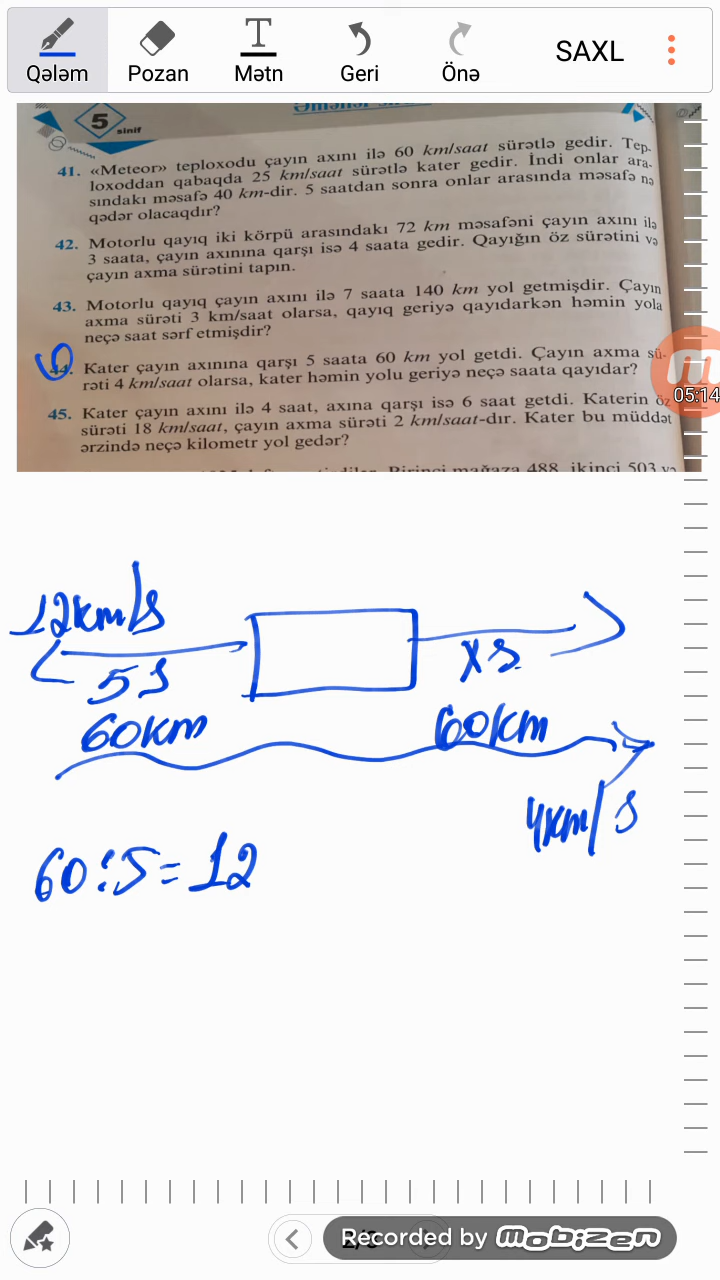 Qələm Pozan Mətn Geri Önə SAXL
5 sinif
41. «Meteor» teploxodu çayın axını ilə 60 km/saat sürətlə gedir. Tep-
loxoddan qabaqda 25 km/saat sürətlə kater gedir. İndi onlar ara-
sındakı məsafə 40 km-dir. 5 saatdan sonra onlar arasında məsafə nə
qədər olacaqdır?
42. Motorlu qayıq iki körpü arasındakı 72 km məsafəni çayın axını ilə
3 saata, çayın axınına qarşı isə 4 saata gedir. Qayığın öz sürətini və
çayın axma sürətini tapın.
43. Motorlu qayıq çayın axını ilə 7 saata 140 km yol getmişdir. Çayın
axma sürəti 3 km/saat olarsa, qayıq geriyə qayıdarkən həmin yola
neçə saat sərf etmişdir?
44. Kater çayın axınına qarşı 5 saata 60 km yol getdi. Çayın axma sü-
rəti 4 km/saat olarsa, kater həmin yolu geriyə neçə saata qayıdar?
05:14
45. Kater çayın axını ilə 4 saat, axına qarşı isə 6 saat getdi. Katerin öz
sürəti 18 km/saat, çayın axma sürəti 2 km/saat-dır. Kater bu müddət
ərzində neçə kilometr yol gedər?
488, ikinci 503 və
12km/s
5s xs
60km 60km
4km/s
60:5=12
Recorded by mobizen